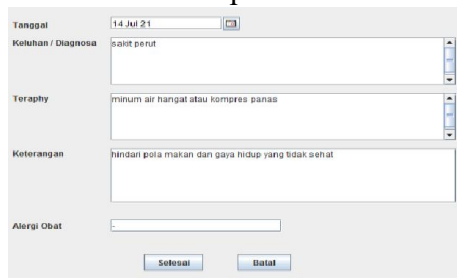 Tanggal 14 Jul 21
Keluhan / Diagnosa sakit perut
Teraphy minum air hangat atau kompres panas
Keterangan hindari pola makan dan gaya hidup yang tidak sehat
Alergi Obat -
Selesai Batal